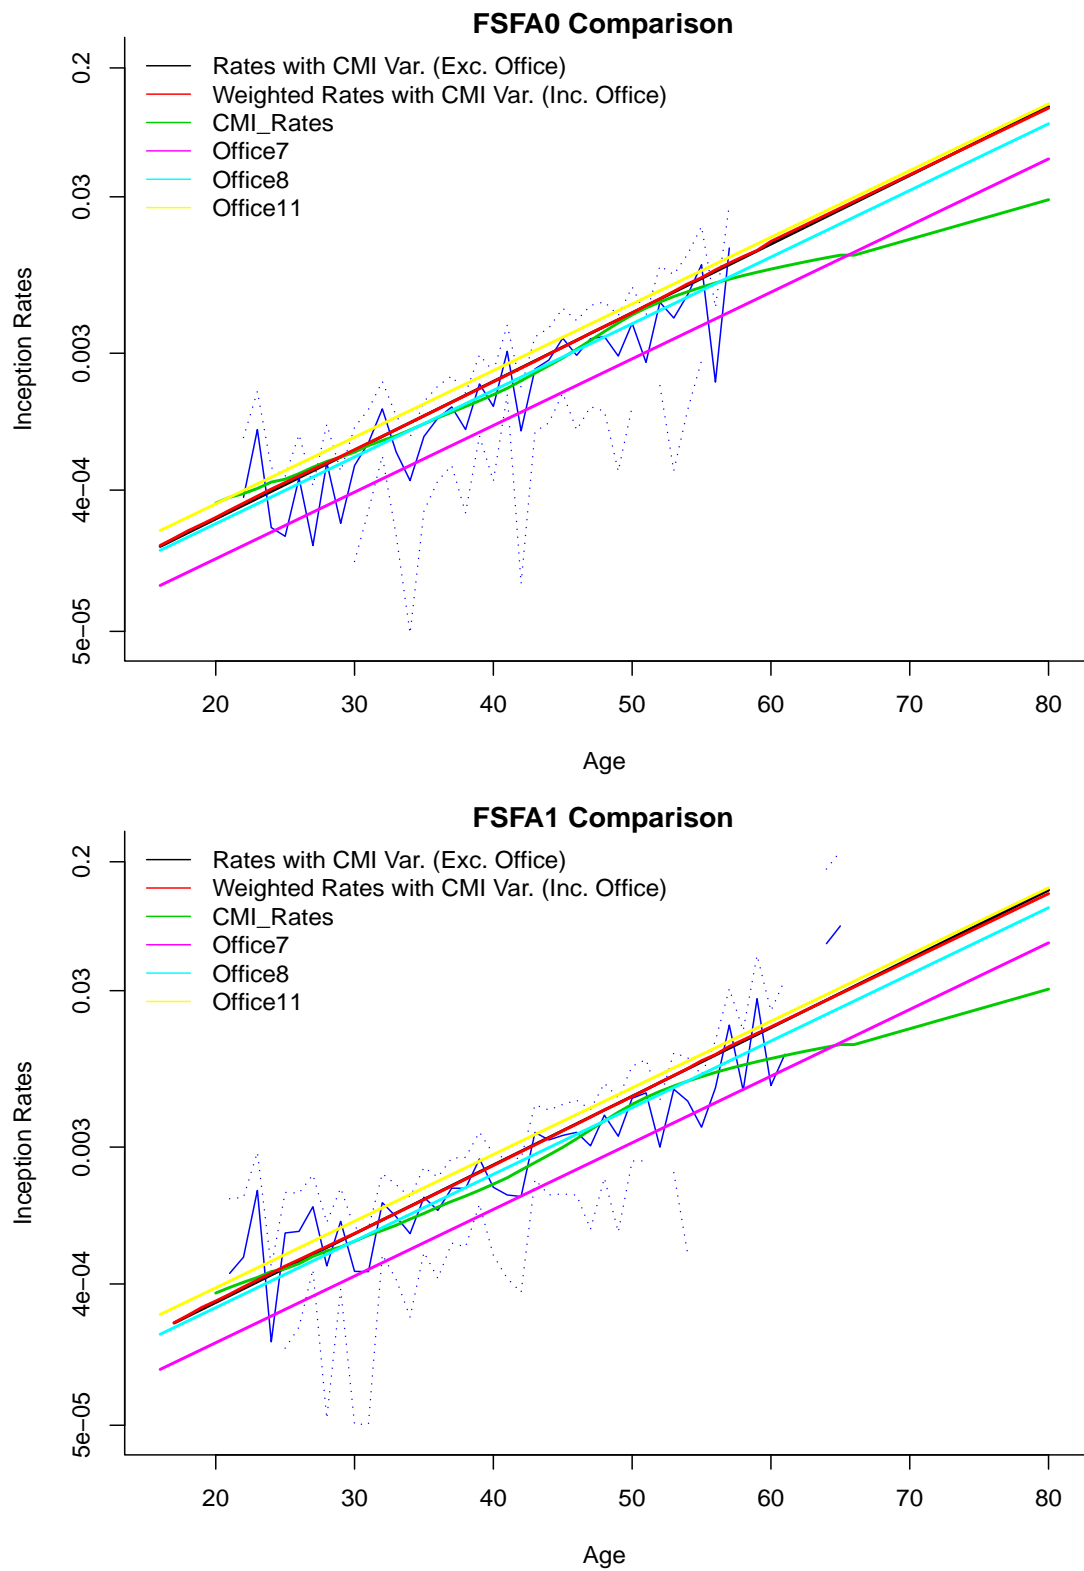 FSFA0 Comparison
Rates with CMI Var. (Exc. Office)
Weighted Rates with CMI Var. (Inc. Office)
CMI_Rates
Office7
Office8
Office11
Inception Rates
0.2
0.03
0.003
4e−04
5e−05
20 30 40 50 60 70 80
Age
FSFA1 Comparison
Rates with CMI Var. (Exc. Office)
Weighted Rates with CMI Var. (Inc. Office)
CMI_Rates
Office7
Office8
Office11
Inception Rates
0.2
0.03
0.003
4e−04
5e−05
20 30 40 50 60 70 80
Age